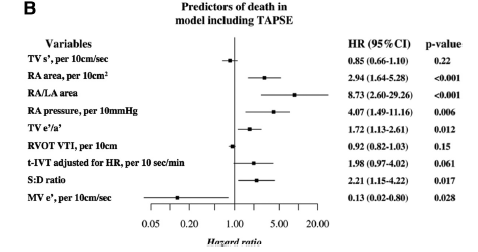 B
Predictors of death in
model including TAPSE
Variables HR (95%CI) p-value
TV s', per 10cm/sec 0.85 (0.66-1.10) 0.22
RA area, per 10cm² 2.94 (1.64-5.28) <0.001
RA/LA area 8.73 (2.60-29.26) <0.001
RA pressure, per 10mmHg 4.07 (1.49-11.16) 0.006
TV e'/a' 1.72 (1.13-2.61) 0.012
RVOT VTI, per 10cm 0.92 (0.82-1.03) 0.15
t-IVT adjusted for HR, per 10 sec/min 1.98 (0.97-4.02) 0.061
S:D ratio 2.21 (1.15-4.22) 0.017
MV e', per 10cm/sec 0.13 (0.02-0.80) 0.028
0.05 0.20 1.00 5.00 20.00
Hazard ratio